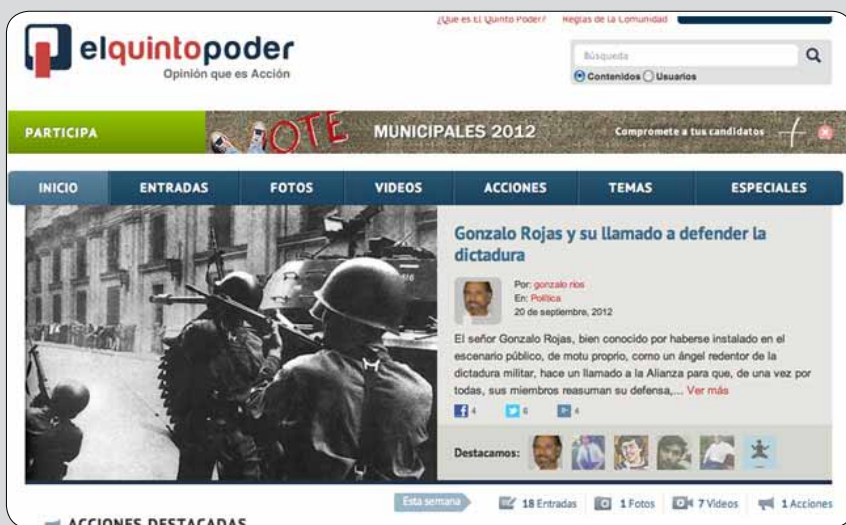 ¿Qué es El Quinto Poder? Reglas de la Comunidad
elquintopoder
Opinión que es Acción
Búsqueda
Contenidos Usuarios
PARTICIPA
VOTE
MUNICIPALES 2012
Compromete a tus candidatos
INICIO ENTRADAS FOTOS VIDEOS ACCIONES TEMAS ESPECIALES
Gonzalo Rojas y su llamado a defender la
dictadura
Por: gonzalo rios
En: Política
20 de septiembre, 2012
El señor Gonzalo Rojas, bien conocido por haberse instalado en el
escenario público, de motu proprio, como un ángel redentor de la
dictadura militar, hace un llamado a la Alianza para que, de una vez por
todas, sus miembros reasuman su defensa,... Ver más
4 6 4
Destacamos:
Esta semana 18 Entradas 1 Fotos 7 Videos 1 Acciones
ACCIONES DESTACADAS